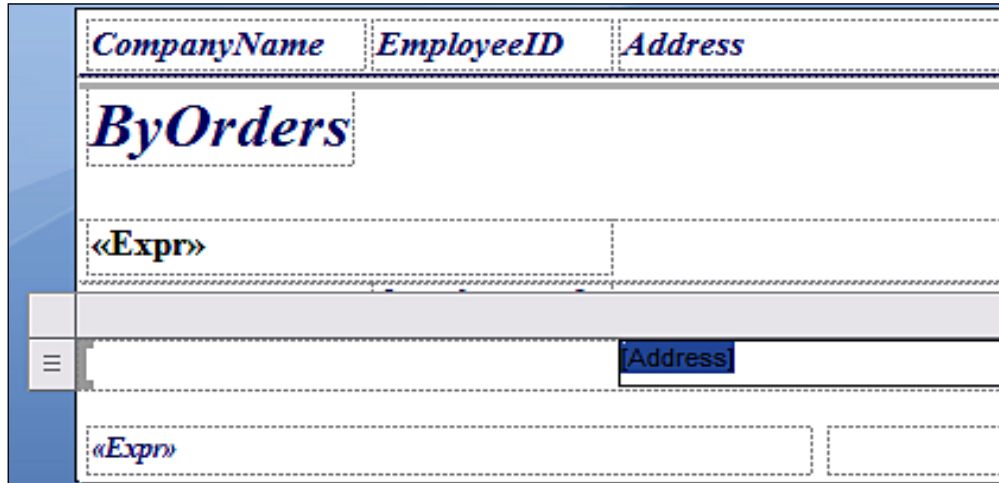 CompanyName EmployeeID Address
ByOrders
«Expr»
[Address]
«Expr»